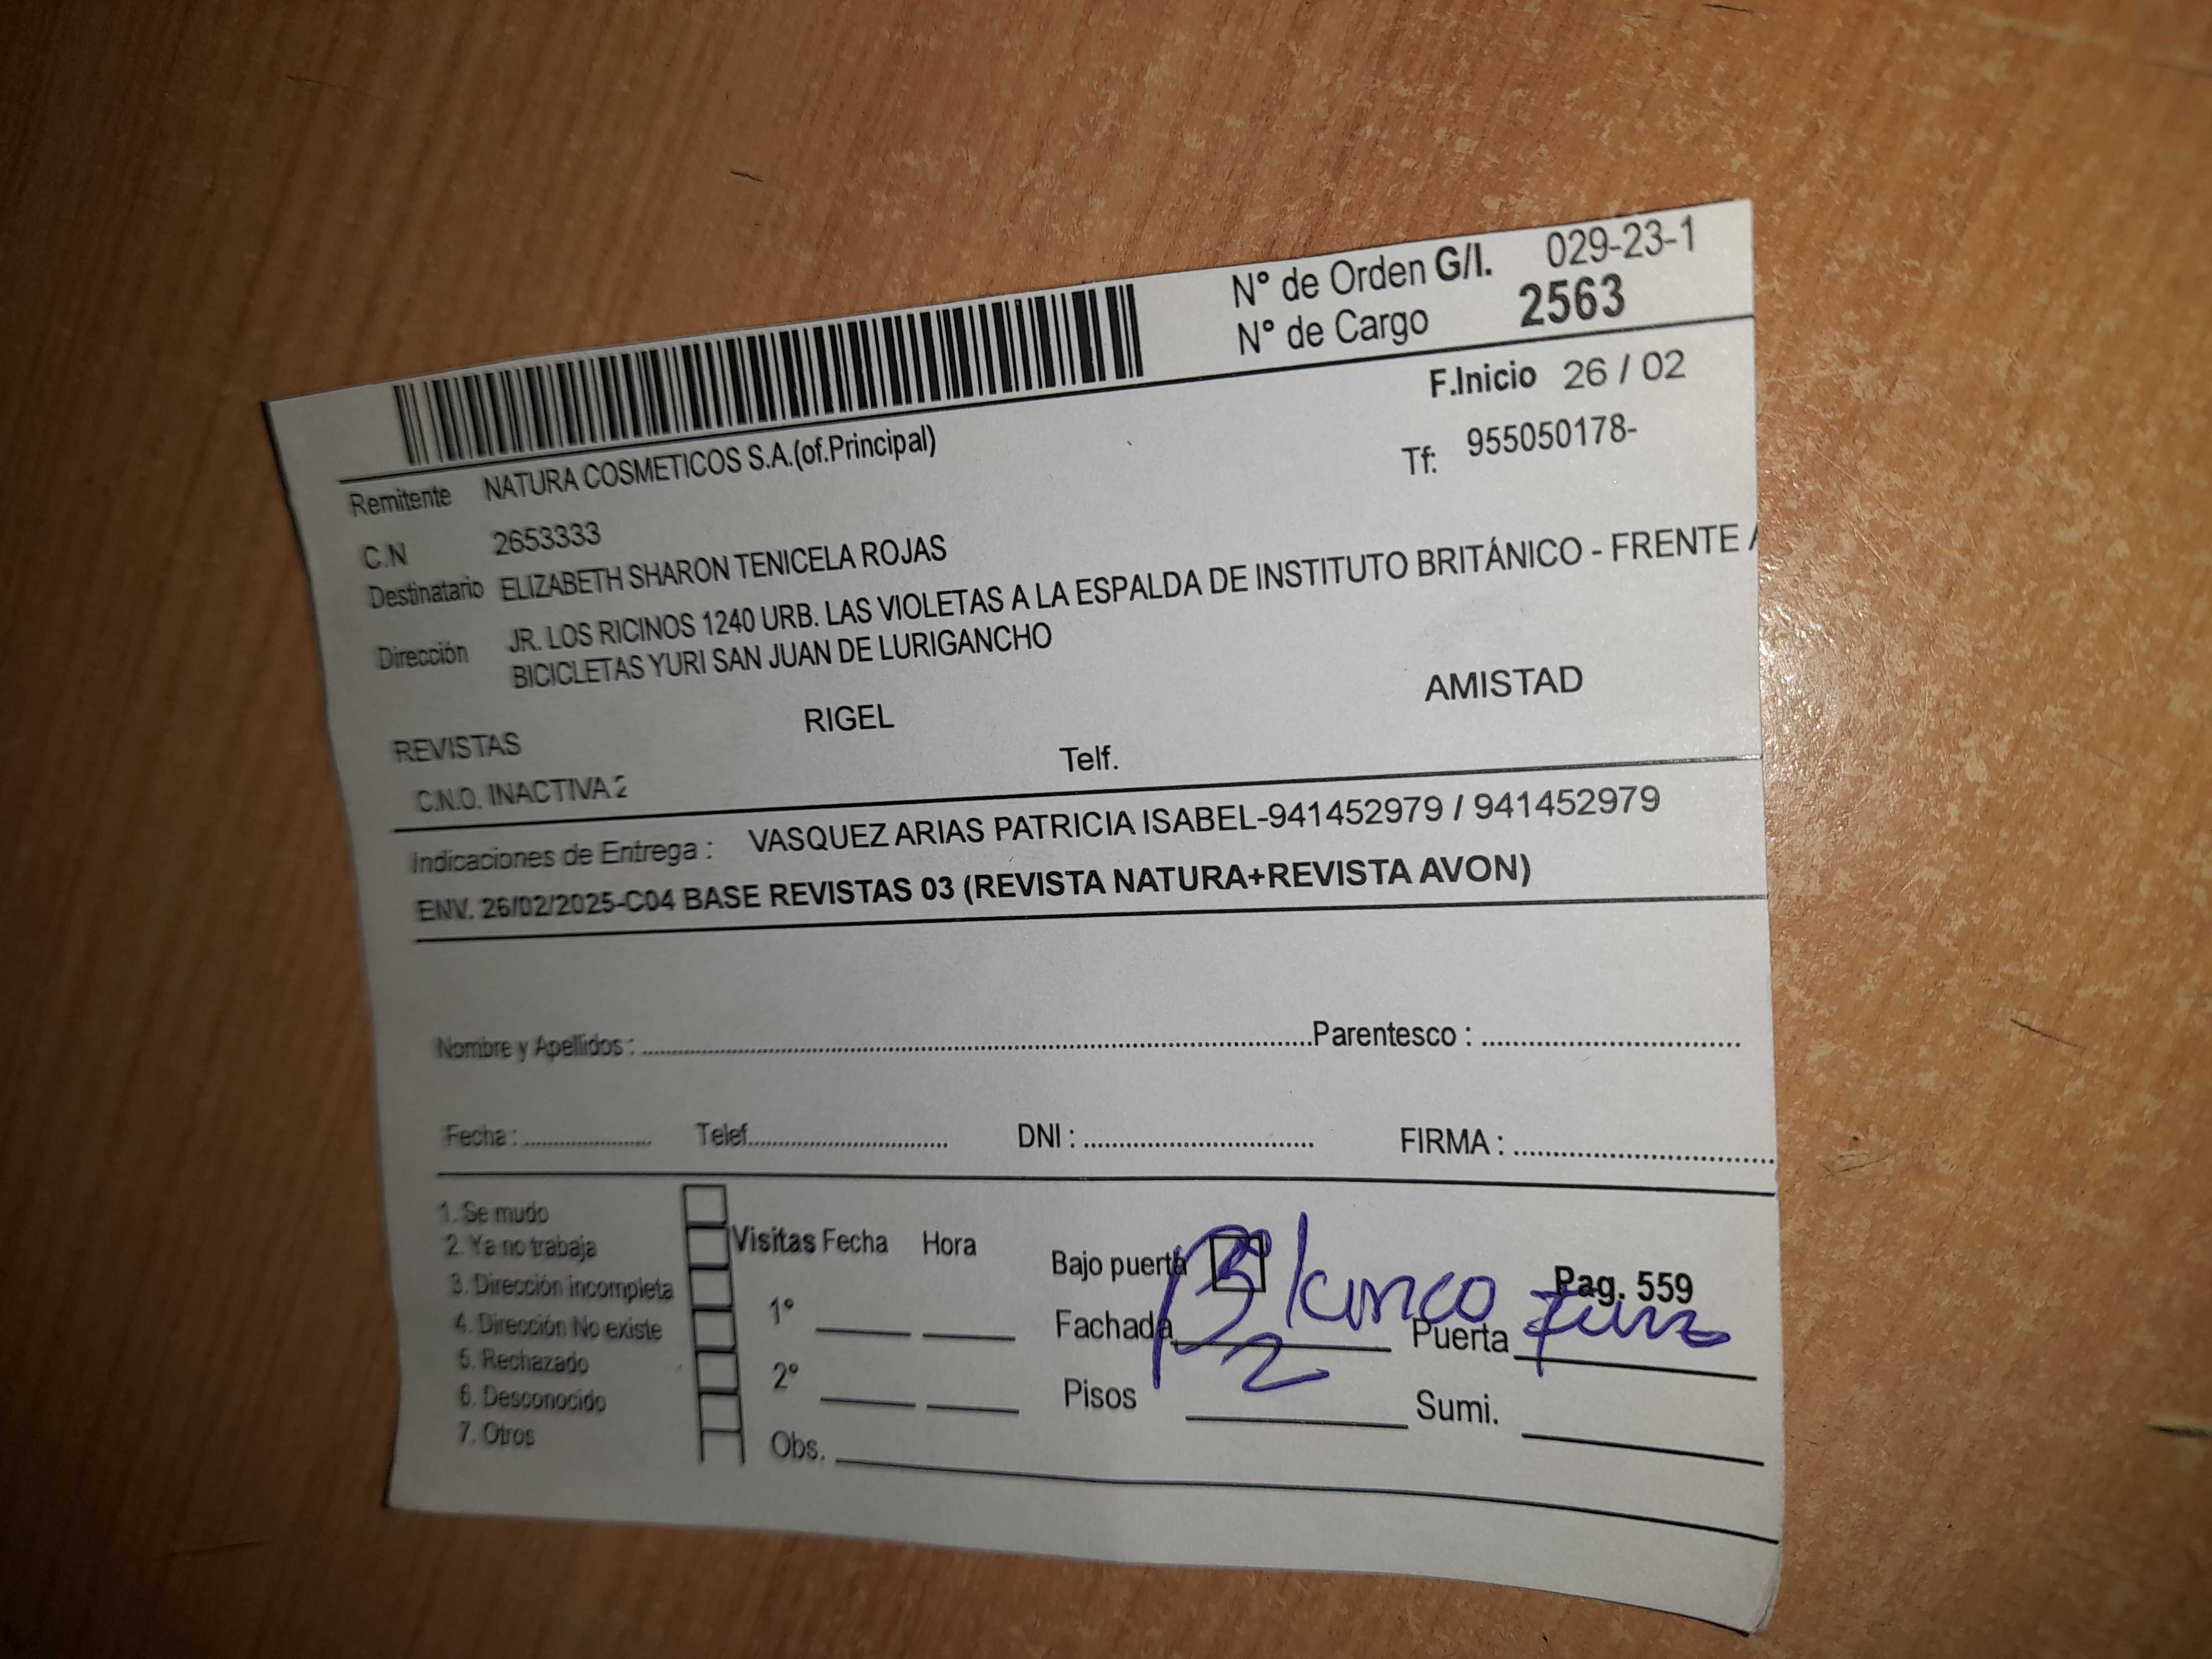 N° de Orden G/I. 029-23-1
N° de Cargo 2563
F.Inicio 26 / 02
Remitente NATURA COSMETICOS S.A.(of.Principal)
Tf: 955050178-
C.N 2653333
Destinatario ELIZABETH SHARON TENICELA ROJAS
Dirección JR. LOS RICINOS 1240 URB. LAS VIOLETAS A LA ESPALDA DE INSTITUTO BRITÁNICO - FRENTE A
BICICLETAS YURI SAN JUAN DE LURIGANCHO
REVISTAS RIGEL AMISTAD
C.N.O. INACTIVA 2 Telf.
Indicaciones de Entrega : VASQUEZ ARIAS PATRICIA ISABEL-941452979 / 941452979
ENV. 26/02/2025-C04 BASE REVISTAS 03 (REVISTA NATURA+REVISTA AVON)
Nombre y Apellidos : Parentesco :
Fecha : Telef. DNI : FIRMA :
1. Se mudo
2. Ya no trabaja
3. Dirección incompleta
4. Dirección No existe
5. Rechazado
6. Desconocido
7. Otros
Visitas Fecha Hora
1°
2°
Obs.
Bajo puerta Pag. 559
Fachada Blanco Puerta
Pisos 2 Sumi.